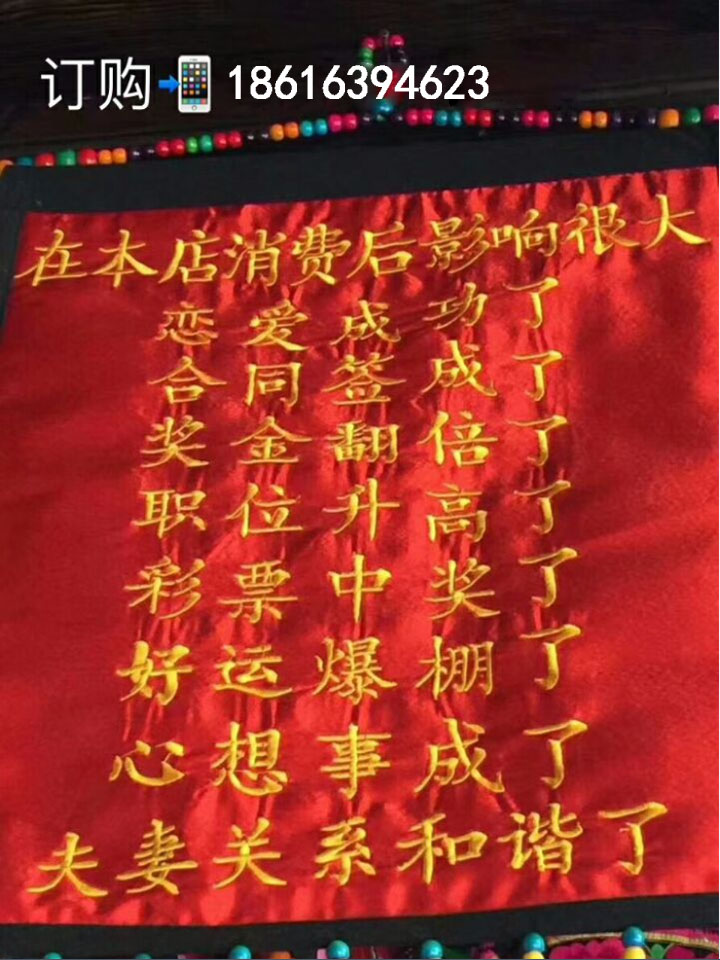 订购📲 18616394623
在本店消费后影响很大
恋爱成功了
合同签成了
奖金翻倍了
职位升高了
彩票中奖了
好运爆棚了
心想事成了
夫妻关系和谐了